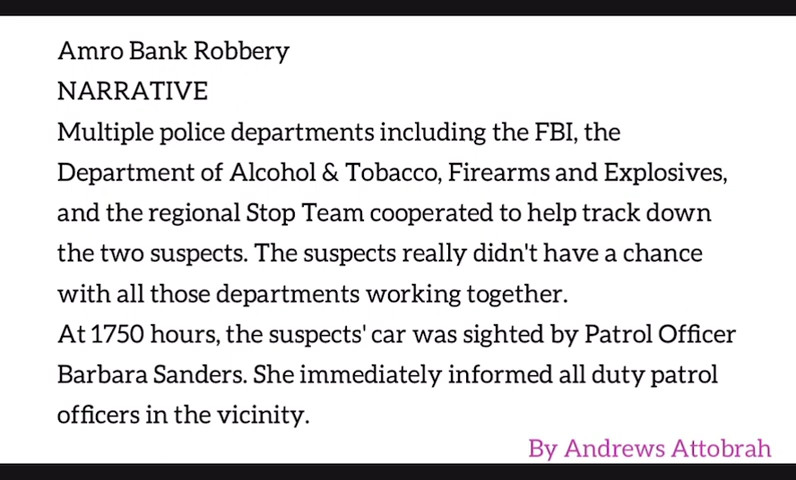 Amro Bank Robbery
NARRATIVE
Multiple police departments including the FBI, the
Department of Alcohol & Tobacco, Firearms and Explosives,
and the regional Stop Team cooperated to help track down
the two suspects. The suspects really didn't have a chance
with all those departments working together.
At 1750 hours, the suspects' car was sighted by Patrol Officer
Barbara Sanders. She immediately informed all duty patrol
officers in the vicinity.
By Andrews Attobrah